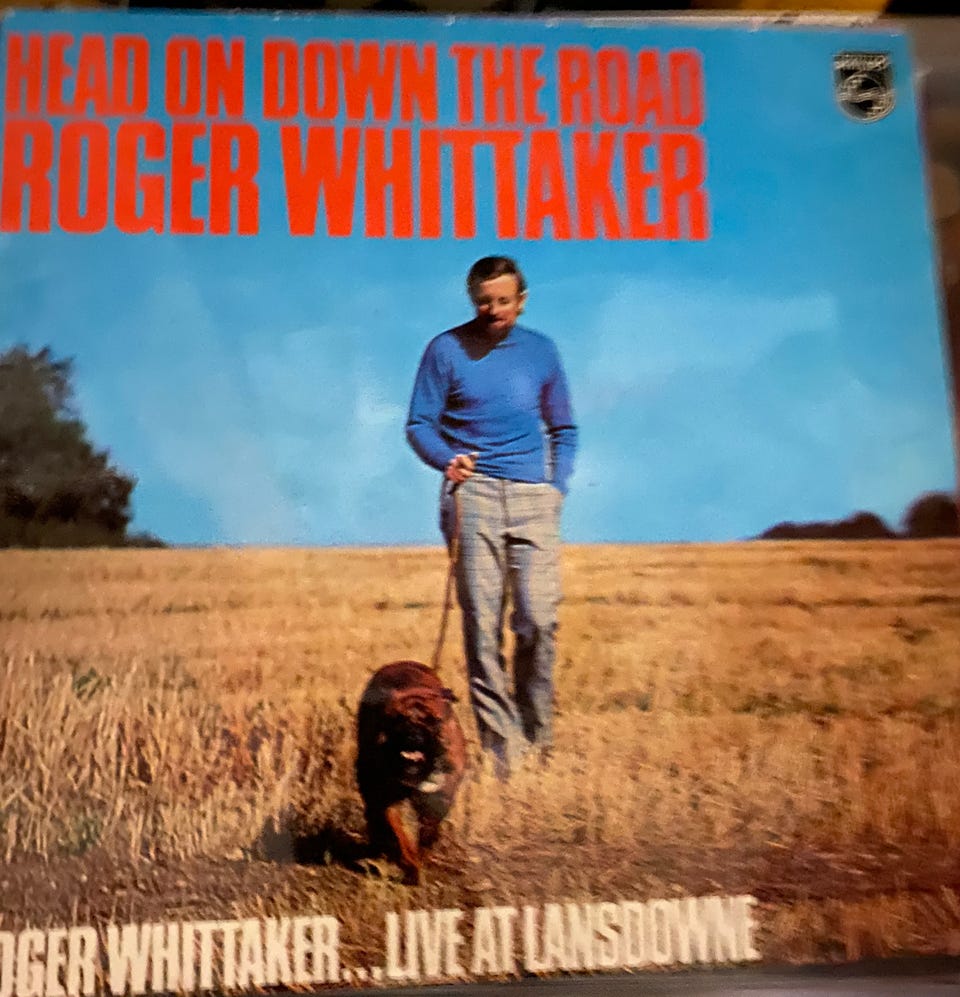 HEAD ON DOWN THE ROAD
ROGER WHITTAKER
OGER WHITTAKER...LIVE AT LANSDOWNE